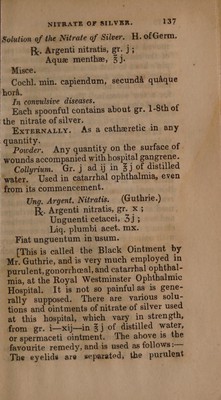 NITRATE OF SILVER. 137
Solution of the Nitrate of Silver. H. of Germ.
℞. Argenti nitratis, gr. j;
Aquæ menthæ, ℥j.
Misce.
Cochl. min. capiendum, secundâ quâque
horâ.
In convulsive diseases.
Each spoonful contains about gr. 1-8th of
the nitrate of silver.
EXTERNALLY. As a cathæretic in any
quantity.
Powder. Any quantity on the surface of
wounds accompanied with hospital gangrene.
Collyrium. Gr. j ad ij in ℥j of distilled
water. Used in catarrhal ophthalmia, even
from its commencement.
Ung. Argent. Nitratis. (Guthrie.)
℞. Argenti nitratis, gr. x;
Unguenti cetacei, ʒj;
Liq. plumbi acet. mx.
Fiat unguentum in usum.
[This is called the Black Ointment by
Mr. Guthrie, and is very much employed in
purulent, gonorrhœal, and catarrhal ophthal-
mia, at the Royal Westminster Ophthalmic
Hospital. It is not so painful as is gene-
rally supposed. There are various solu-
tions and ointments of nitrate of silver used
at this hospital, which vary in strength,
from gr. i—xij—in ℥j of distilled water,
or spermaceti ointment. The above is the
favourite remedy, and is used as follows:—
The eyelids are separated, the purulent